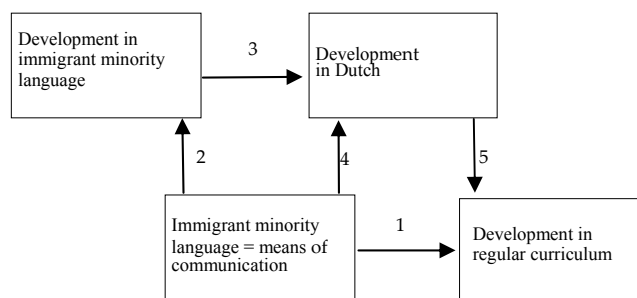 Development in
immigrant minority
language
3
Development
in Dutch
2
4
5
Immigrant minority
language = means of
communication
1
Development in
regular curriculum